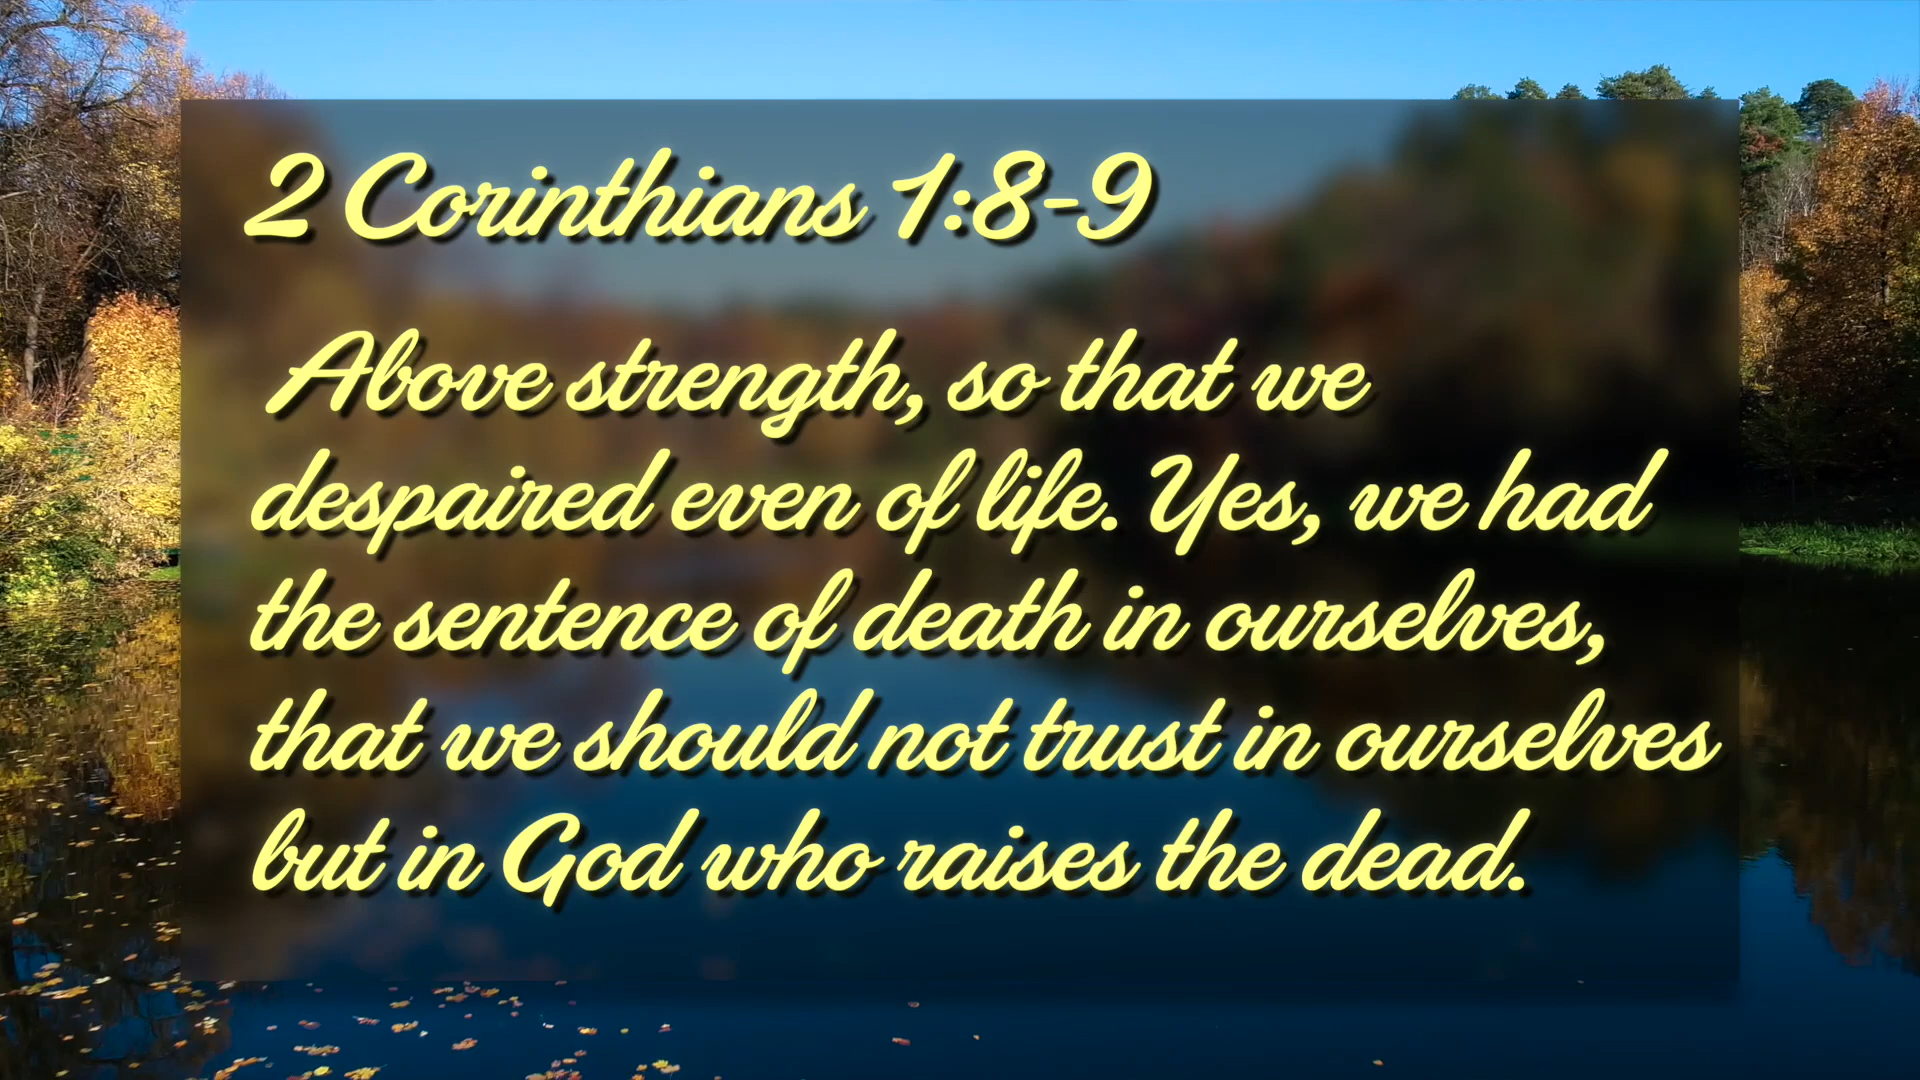 2 Corinthians 1:8-9
Above strength, so that we
despaired even of life. Yes, we had
the sentence of death in ourselves,
that we should not trust in ourselves
but in God who raises the dead.